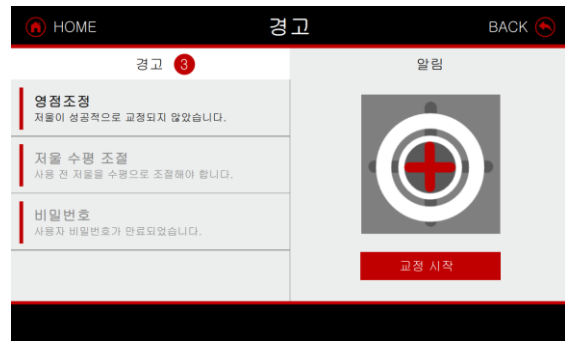 HOME
경고
BACK
경고 3
알림
영점조정
저울이 성공적으로 교정되지 않았습니다.
저울 수평 조절
사용 전 저울을 수평으로 조절해야 합니다.
비밀번호
사용자 비밀번호가 만료되었습니다.
교정 시작